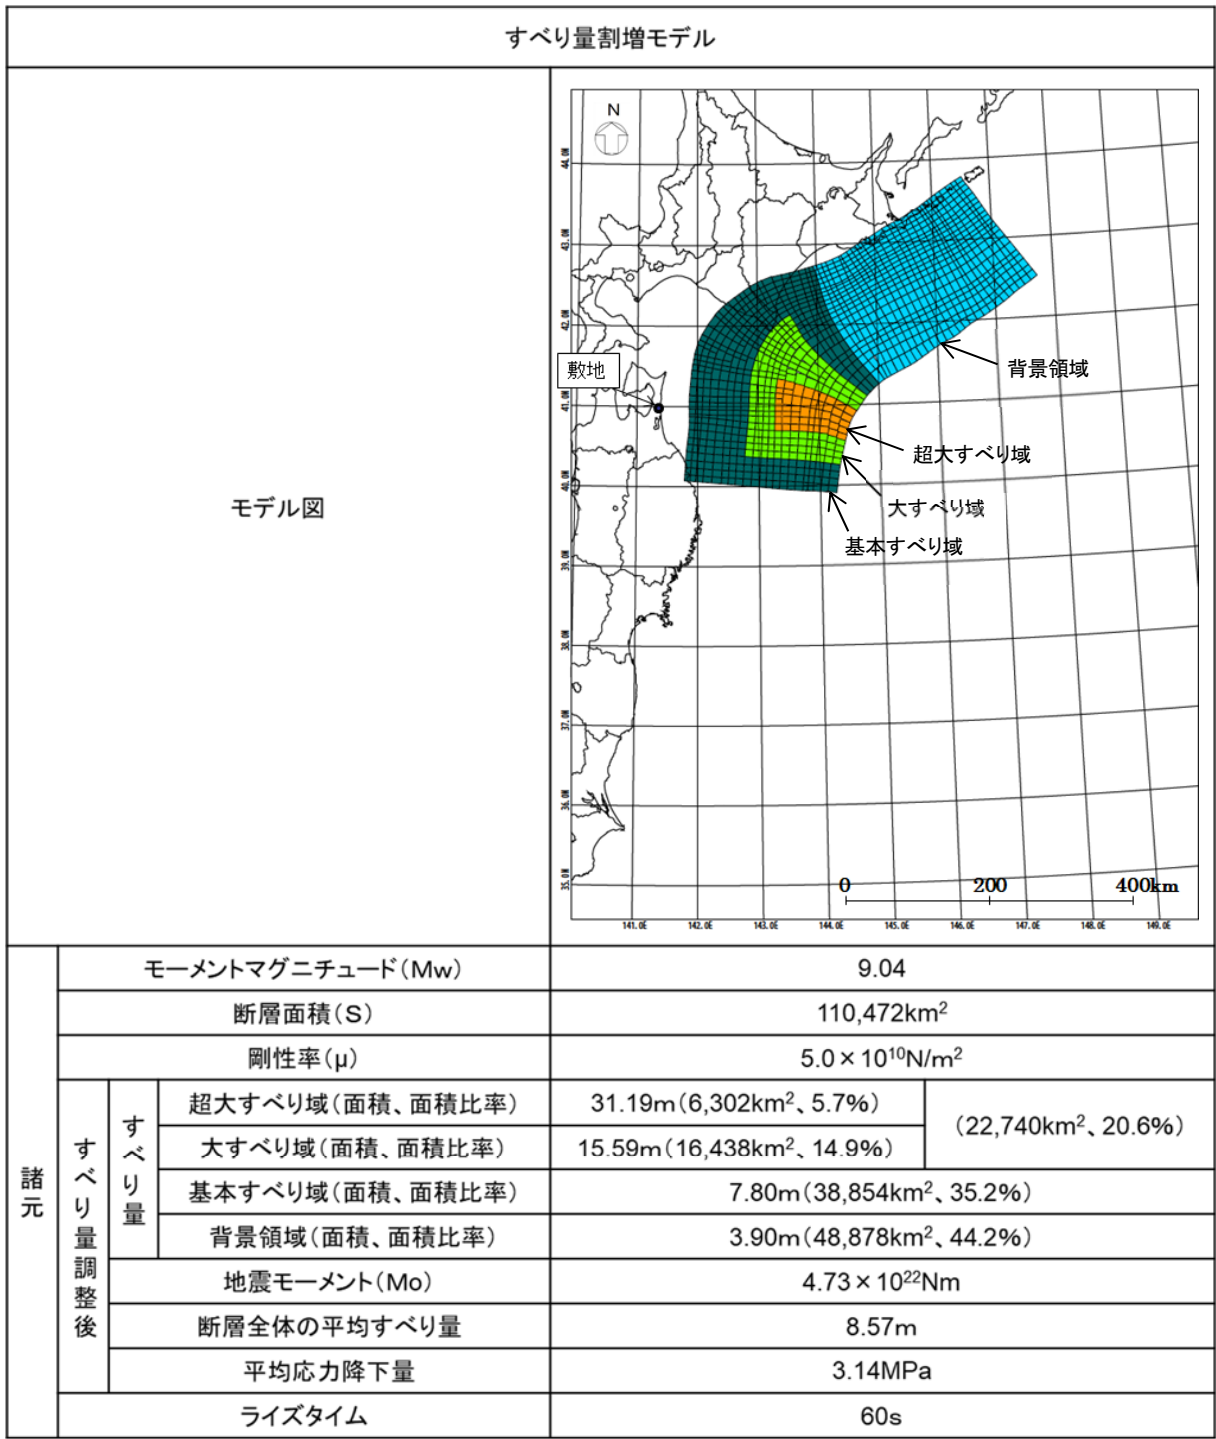 すべり量割増モデル
モデル図
N
44.0N
43.0N
42.0N
41.0N
40.0N
39.0N
38.0N
37.0N
36.0N
35.0N
敷地
背景領域
超大すべり域
大すべり域
基本すべり域
0 200 400km
141.0E 142.0E 143.0E 144.0E 145.0E 146.0E 147.0E 148.0E 149.0E
諸元
モーメントマグニチュード(Mw) 9.04
断層面積(S) 110,472km²
剛性率(μ) 5.0×10¹⁰N/m²
すべり量調整後
すべり量
超大すべり域(面積、面積比率) 31.19m(6,302km²、5.7%)
大すべり域(面積、面積比率) 15.59m(16,438km²、14.9%)
(22,740km²、20.6%)
基本すべり域(面積、面積比率) 7.80m(38,854km²、35.2%)
背景領域(面積、面積比率) 3.90m(48,878km²、44.2%)
地震モーメント(Mo) 4.73×10²²Nm
断層全体の平均すべり量 8.57m
平均応力降下量 3.14MPa
ライズタイム 60s